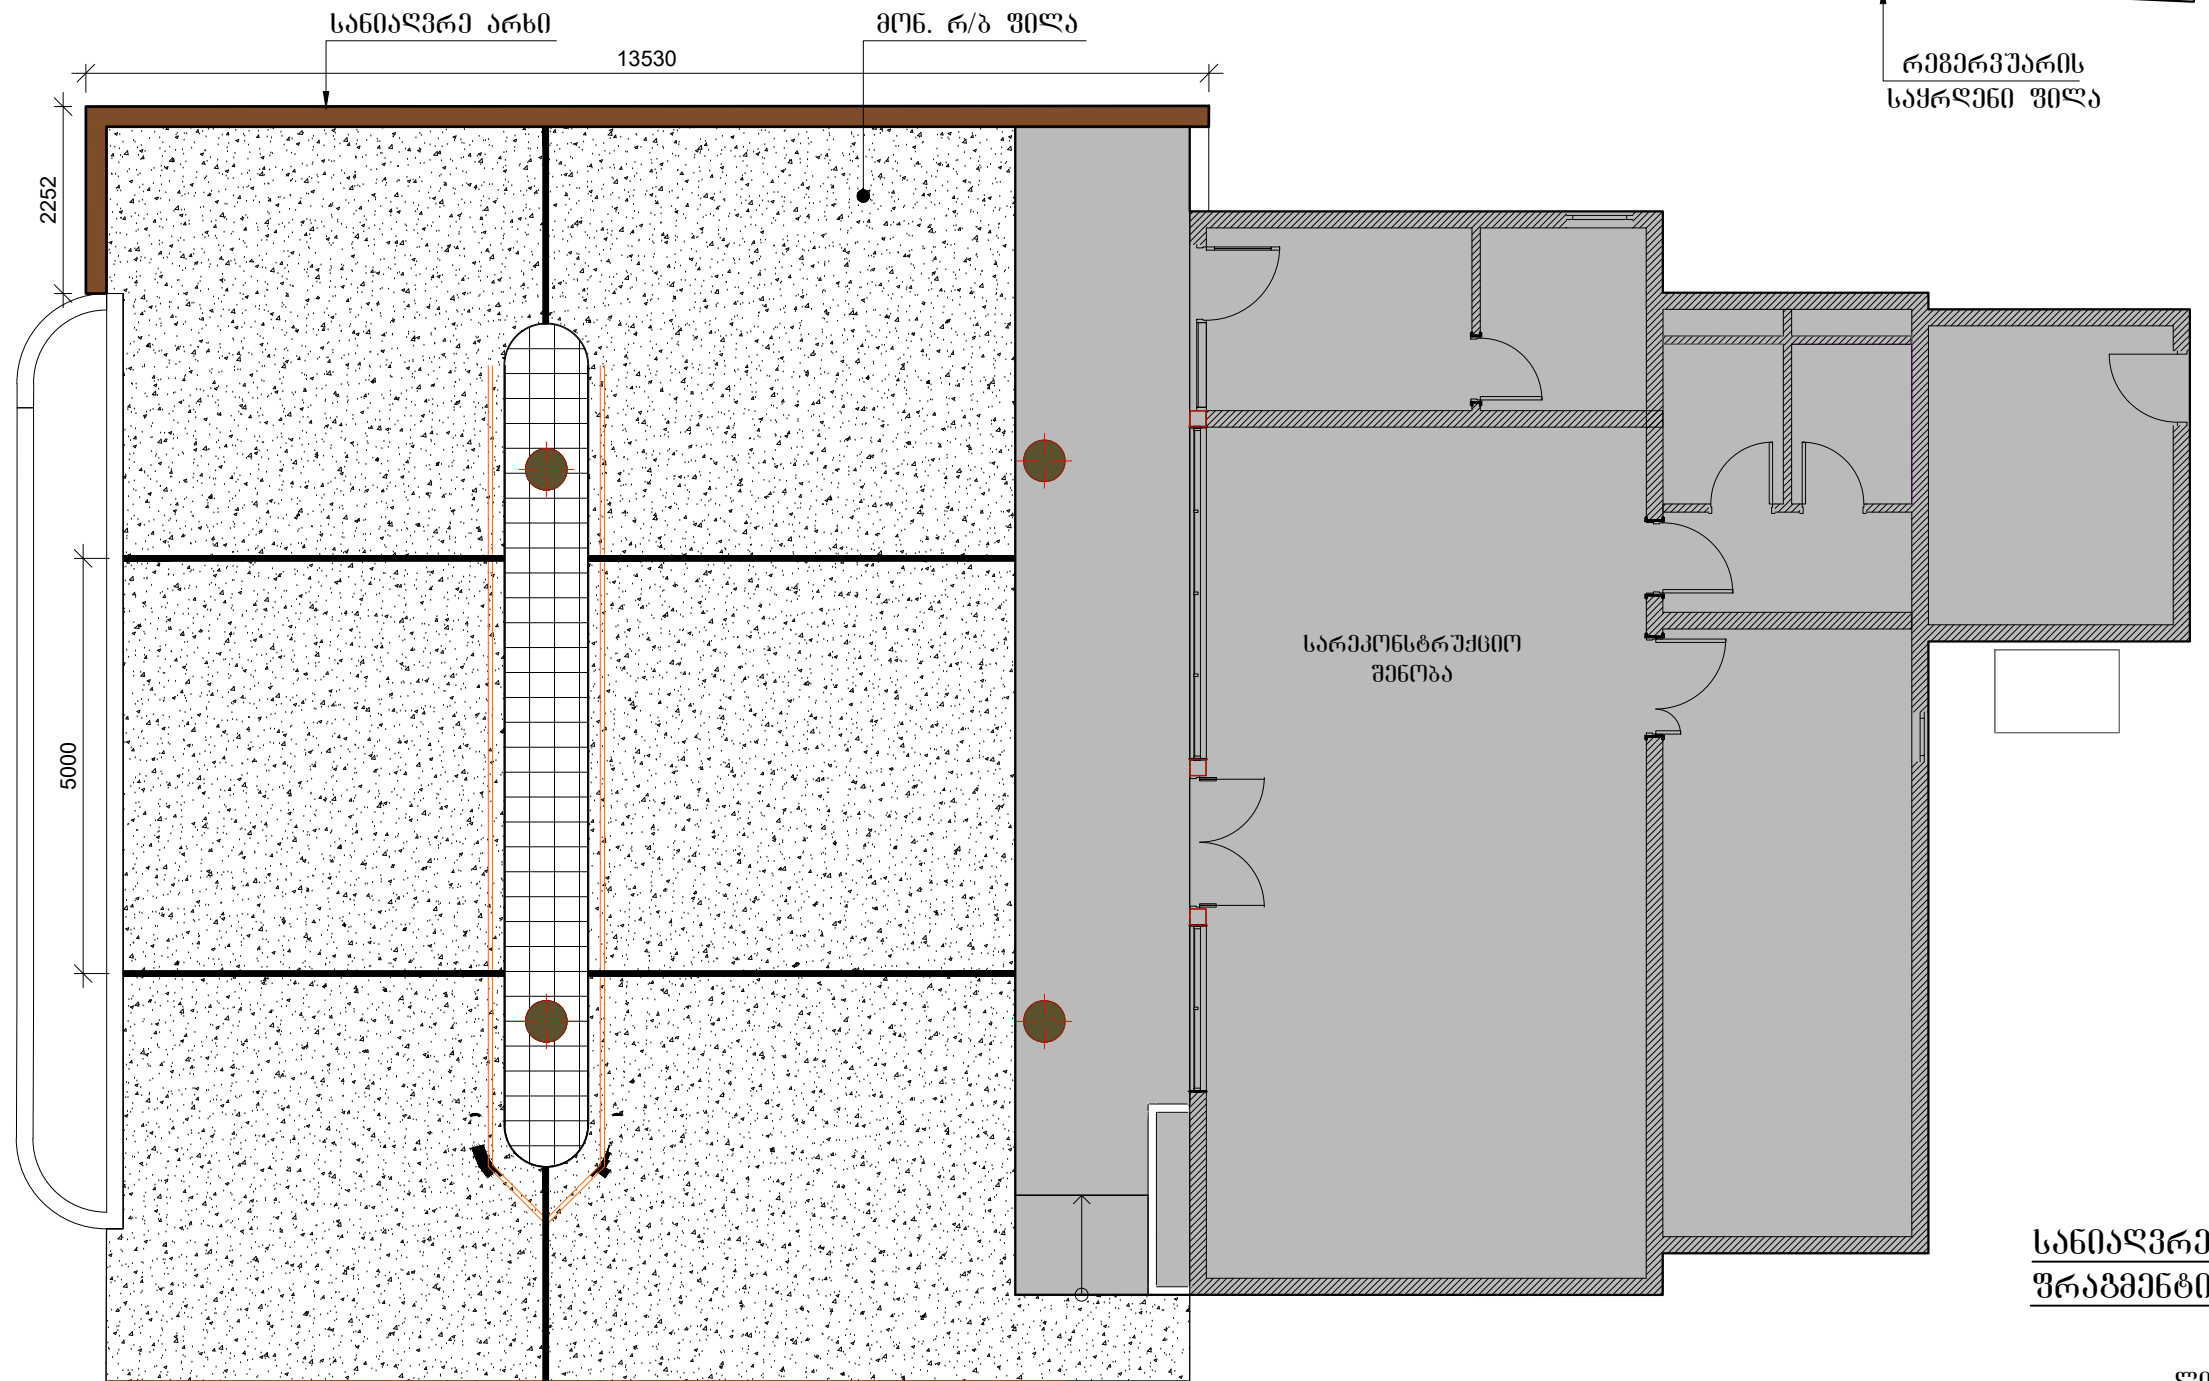 სანიაღვრე არხი
მონ. რ/ბ ფილა
13530
რეზერვუარის
საყრდენი ფილა
2252
სარეკონსტრუქციო
შენობა
5000
სანიაღვრე
ფრაგმენტი